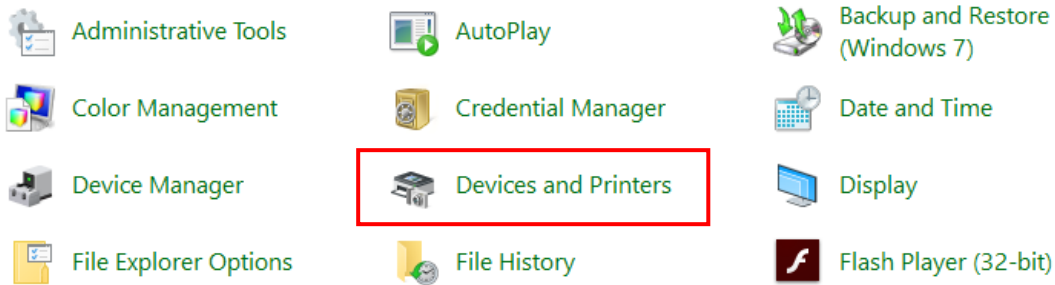 Administrative Tools
AutoPlay
Backup and Restore
(Windows 7)
Color Management
Credential Manager
Date and Time
Device Manager
Devices and Printers
Display
File Explorer Options
File History
Flash Player (32-bit)